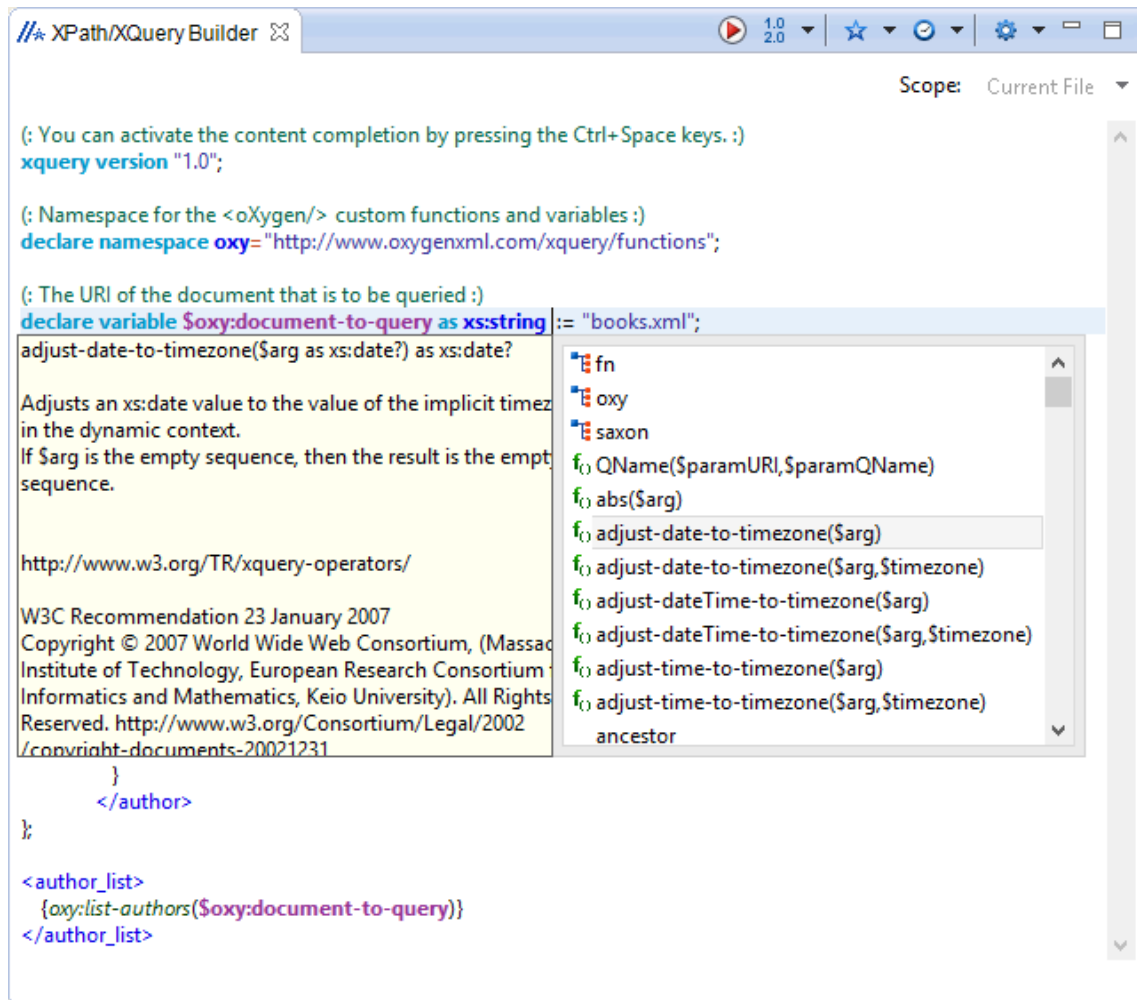 XPath/XQuery Builder
1.0
2.0
Scope: Current File
(: You can activate the content completion by pressing the Ctrl+Space keys. :)
xquery version "1.0";
(: Namespace for the <oXygen/> custom functions and variables :)
declare namespace oxy="http://www.oxygenxml.com/xquery/functions";
(: The URI of the document that is to be queried :)
declare variable $oxy:document-to-query as xs:string := "books.xml";
adjust-date-to-timezone($arg as xs:date?) as xs:date?
Adjusts an xs:date value to the value of the implicit timez
in the dynamic context.
If $arg is the empty sequence, then the result is the empt
sequence.
http://www.w3.org/TR/xquery-operators/
W3C Recommendation 23 January 2007
Copyright © 2007 World Wide Web Consortium, (Massac
Institute of Technology, European Research Consortium
Informatics and Mathematics, Keio University). All Rights
Reserved. http://www.w3.org/Consortium/Legal/2002
/copyright-documents-20021231
fn
oxy
saxon
f() QName($paramURI,$paramQName)
f() abs($arg)
f() adjust-date-to-timezone($arg)
f() adjust-date-to-timezone($arg,$timezone)
f() adjust-dateTime-to-timezone($arg)
f() adjust-dateTime-to-timezone($arg,$timezone)
f() adjust-time-to-timezone($arg)
f() adjust-time-to-timezone($arg,$timezone)
ancestor
}
</author>
};
<author_list>
{oxy:list-authors($oxy:document-to-query)}
</author_list>